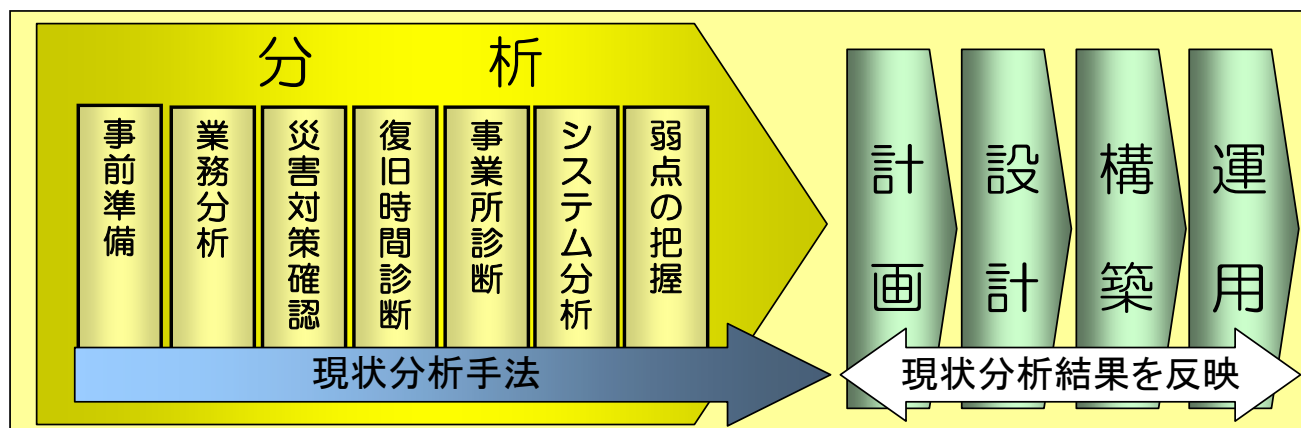 分析
事前準備
業務分析
災害対策確認
復旧時間診断
事業所診断
システム分析
弱点の把握
現状分析手法
計画
設計
構築
運用
現状分析結果を反映